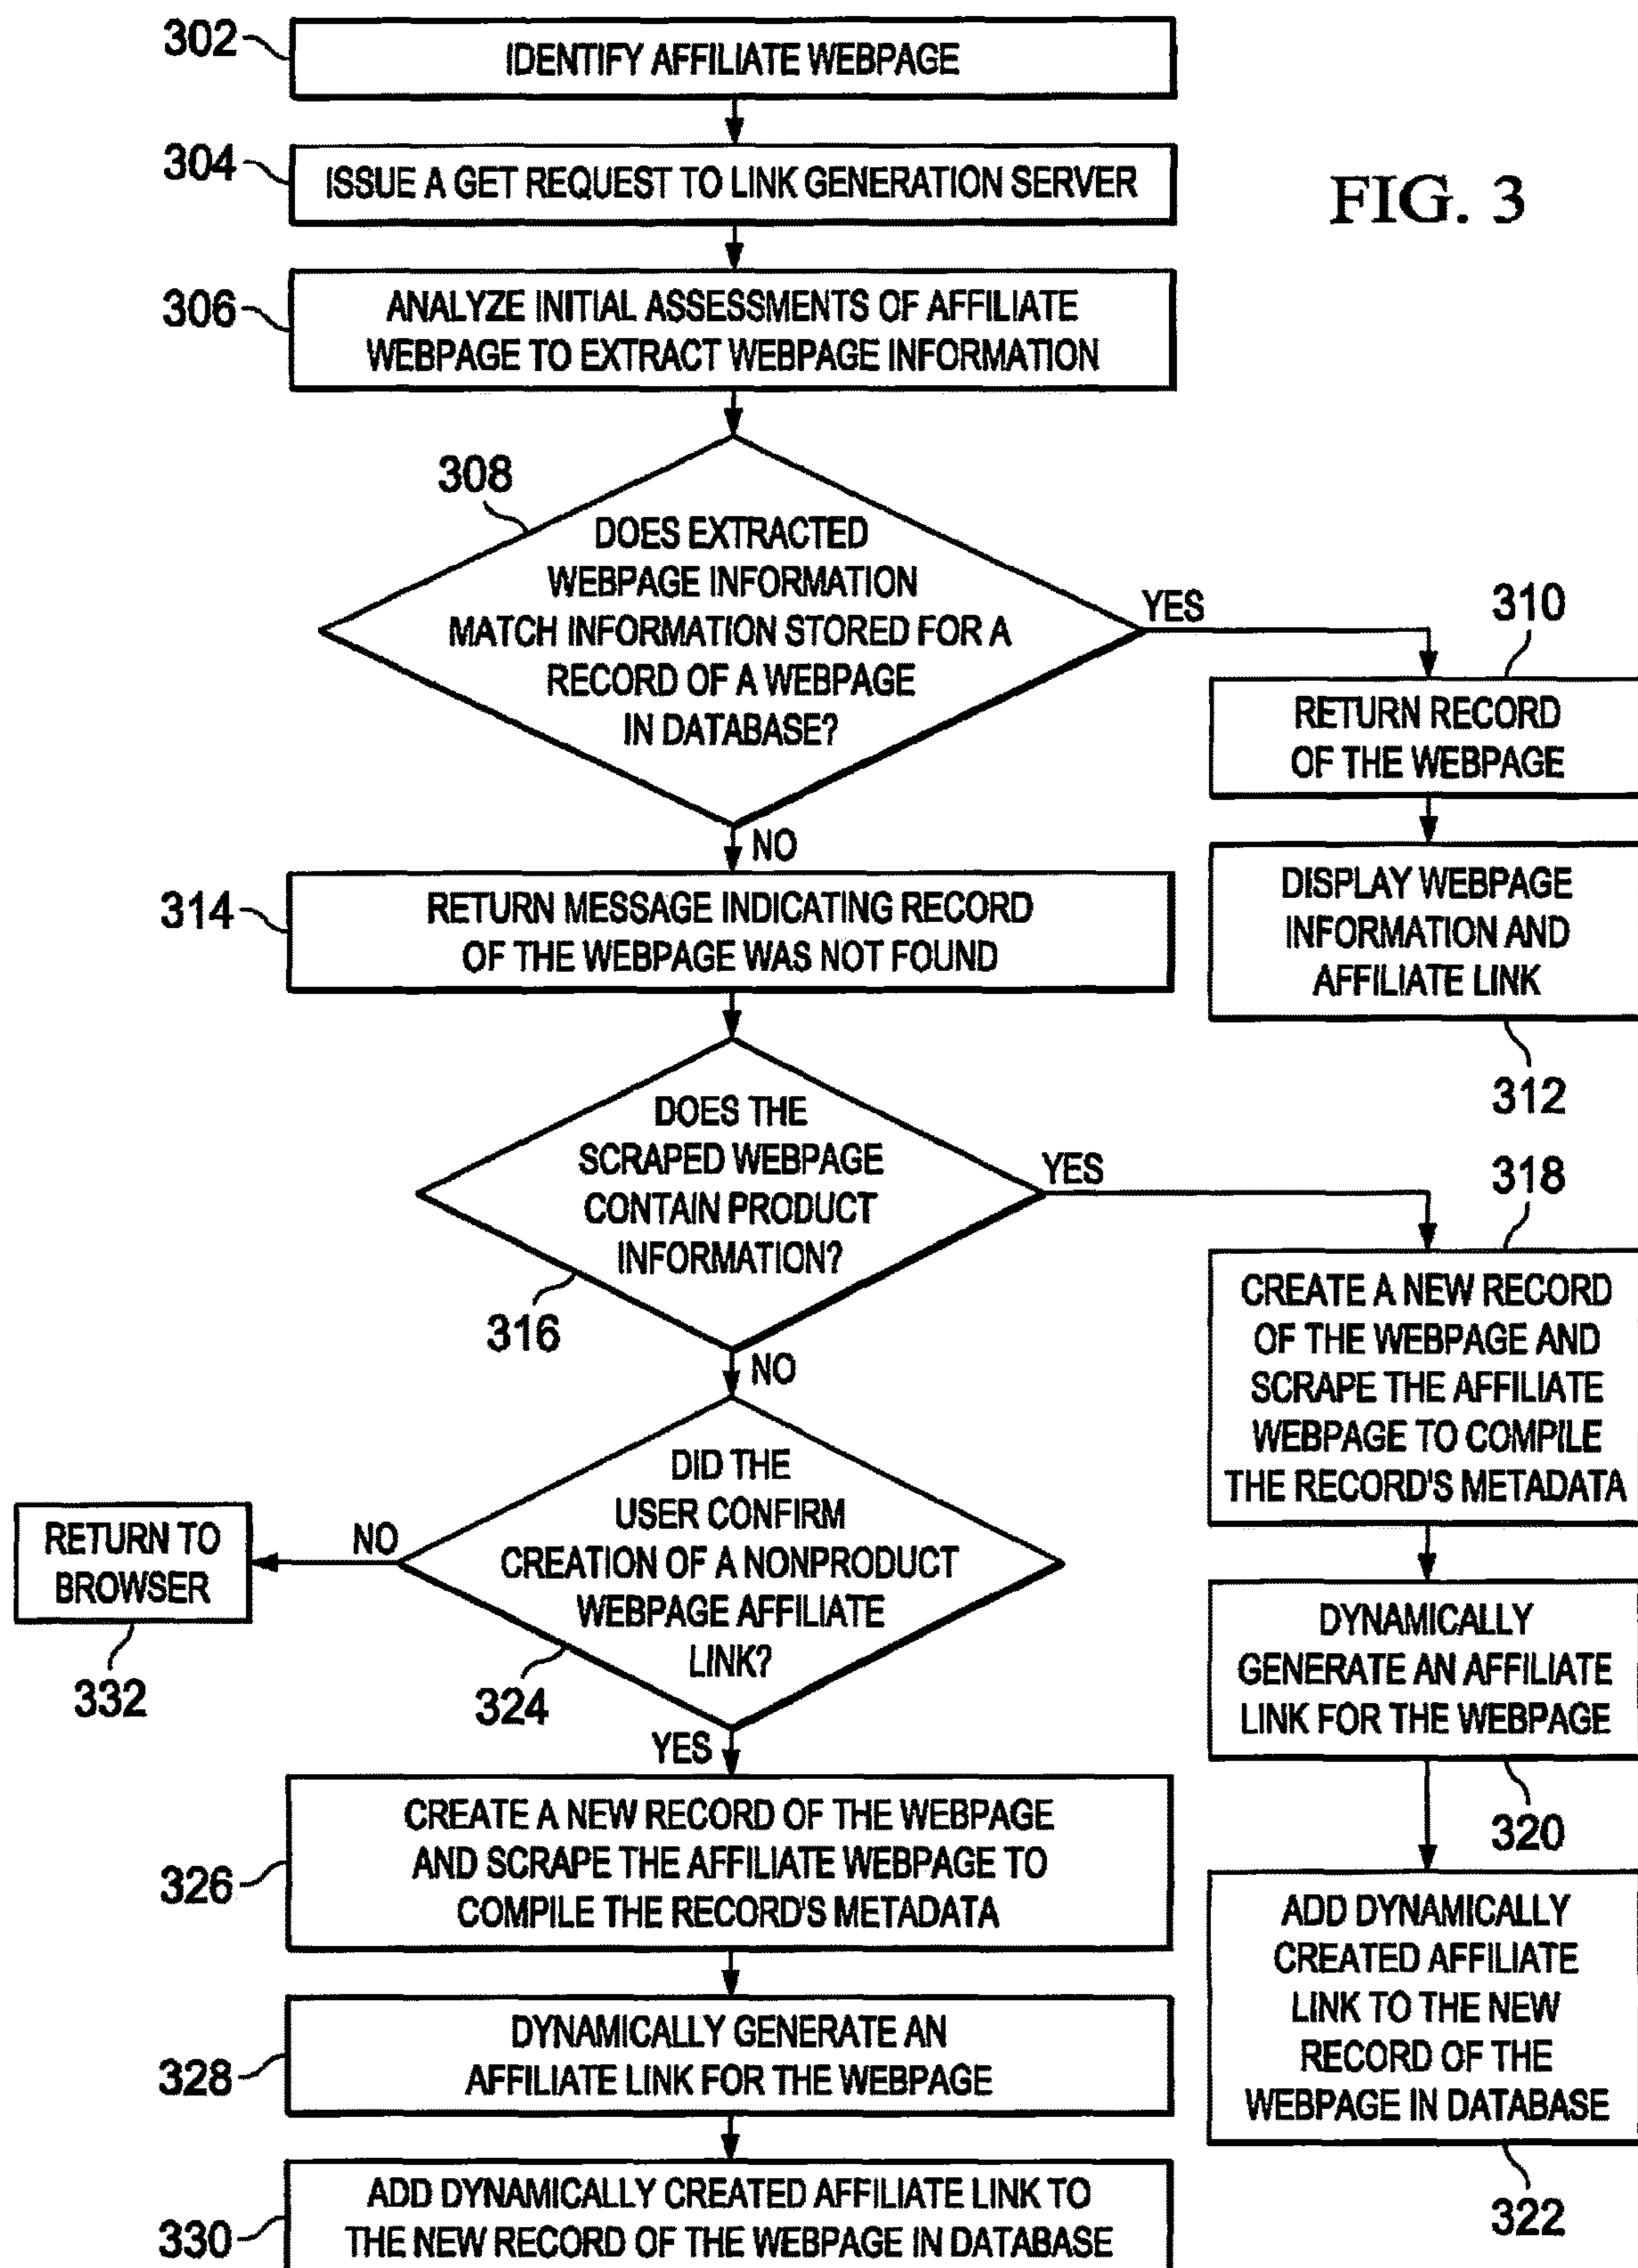 302
IDENTIFY AFFILIATE WEBPAGE
304
ISSUE A GET REQUEST TO LINK GENERATION SERVER
FIG. 3
306
ANALYZE INITIAL ASSESSMENTS OF AFFILIATE
WEBPAGE TO EXTRACT WEBPAGE INFORMATION
308
DOES EXTRACTED
WEBPAGE INFORMATION
MATCH INFORMATION STORED FOR A
RECORD OF A WEBPAGE
IN DATABASE?
YES
310
RETURN RECORD
OF THE WEBPAGE
DISPLAY WEBPAGE
INFORMATION AND
AFFILIATE LINK
312
NO
314
RETURN MESSAGE INDICATING RECORD
OF THE WEBPAGE WAS NOT FOUND
DOES THE
SCRAPED WEBPAGE
CONTAIN PRODUCT
INFORMATION?
316
YES
318
CREATE A NEW RECORD
OF THE WEBPAGE AND
SCRAPE THE AFFILIATE
WEBPAGE TO COMPILE
THE RECORD'S METADATA
DYNAMICALLY
GENERATE AN AFFILIATE
LINK FOR THE WEBPAGE
320
ADD DYNAMICALLY
CREATED AFFILIATE
LINK TO THE NEW
RECORD OF THE
WEBPAGE IN DATABASE
322
NO
DID THE
USER CONFIRM
CREATION OF A NONPRODUCT
WEBPAGE AFFILIATE
LINK?
324
NO
RETURN TO
BROWSER
332
YES
326
CREATE A NEW RECORD OF THE WEBPAGE
AND SCRAPE THE AFFILIATE WEBPAGE TO
COMPILE THE RECORD'S METADATA
328
DYNAMICALLY GENERATE AN
AFFILIATE LINK FOR THE WEBPAGE
330
ADD DYNAMICALLY CREATED AFFILIATE LINK TO
THE NEW RECORD OF THE WEBPAGE IN DATABASE